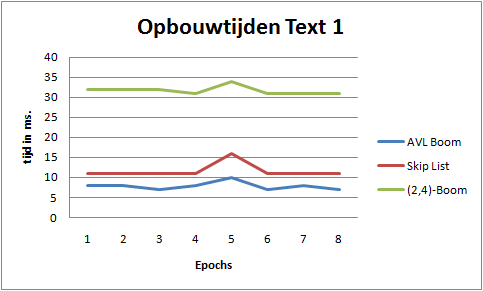 Opbouwtijden Text 1
40
35
30
25
20
15
10
5
0
tijd in ms.
1 2 3 4 5 6 7 8
Epochs
AVL Boom
Skip List
(2,4)-Boom